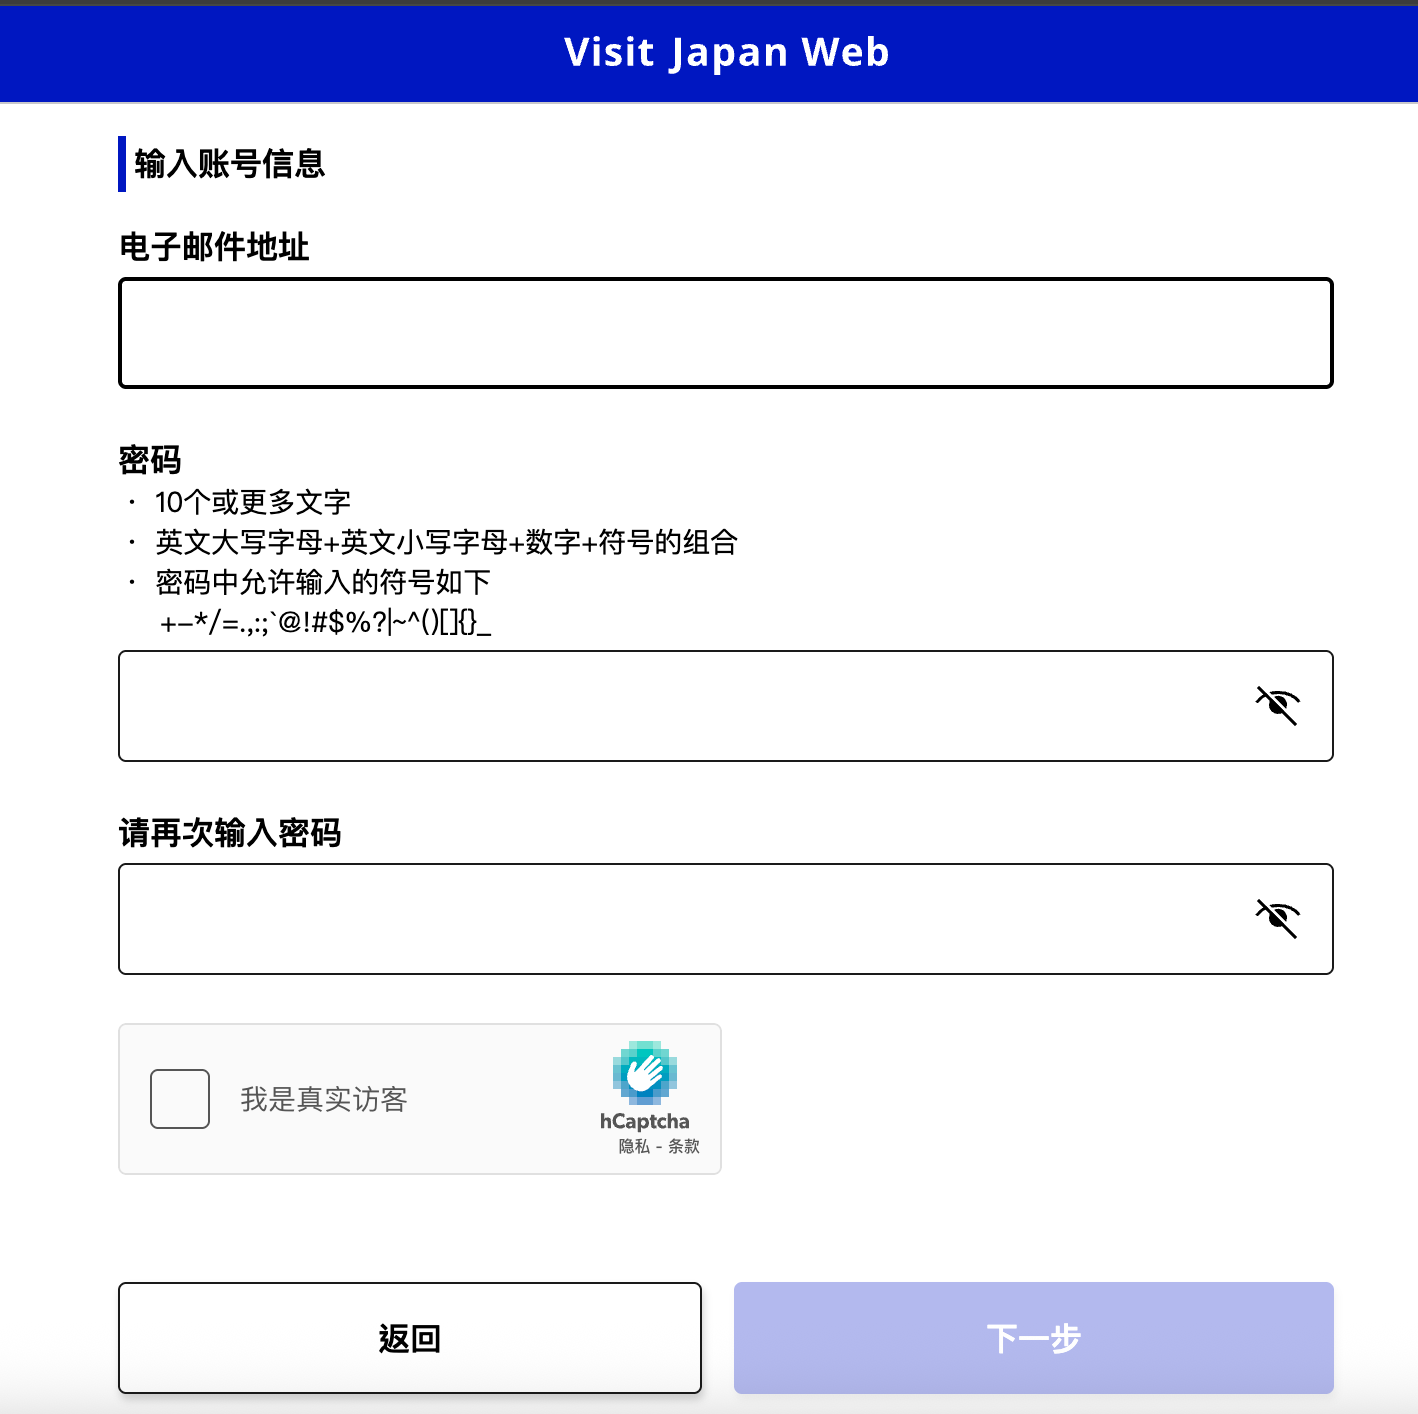 Visit Japan Web
输入账号信息
电子邮件地址
密码
· 10个或更多文字
· 英文大写字母+英文小写字母+数字+符号的组合
· 密码中允许输入的符号如下
+−*/=.,:;`@!#$%?|~^()[]{}_
请再次输入密码
我是真实访客
hCaptcha
隐私 - 条款
返回
下一步